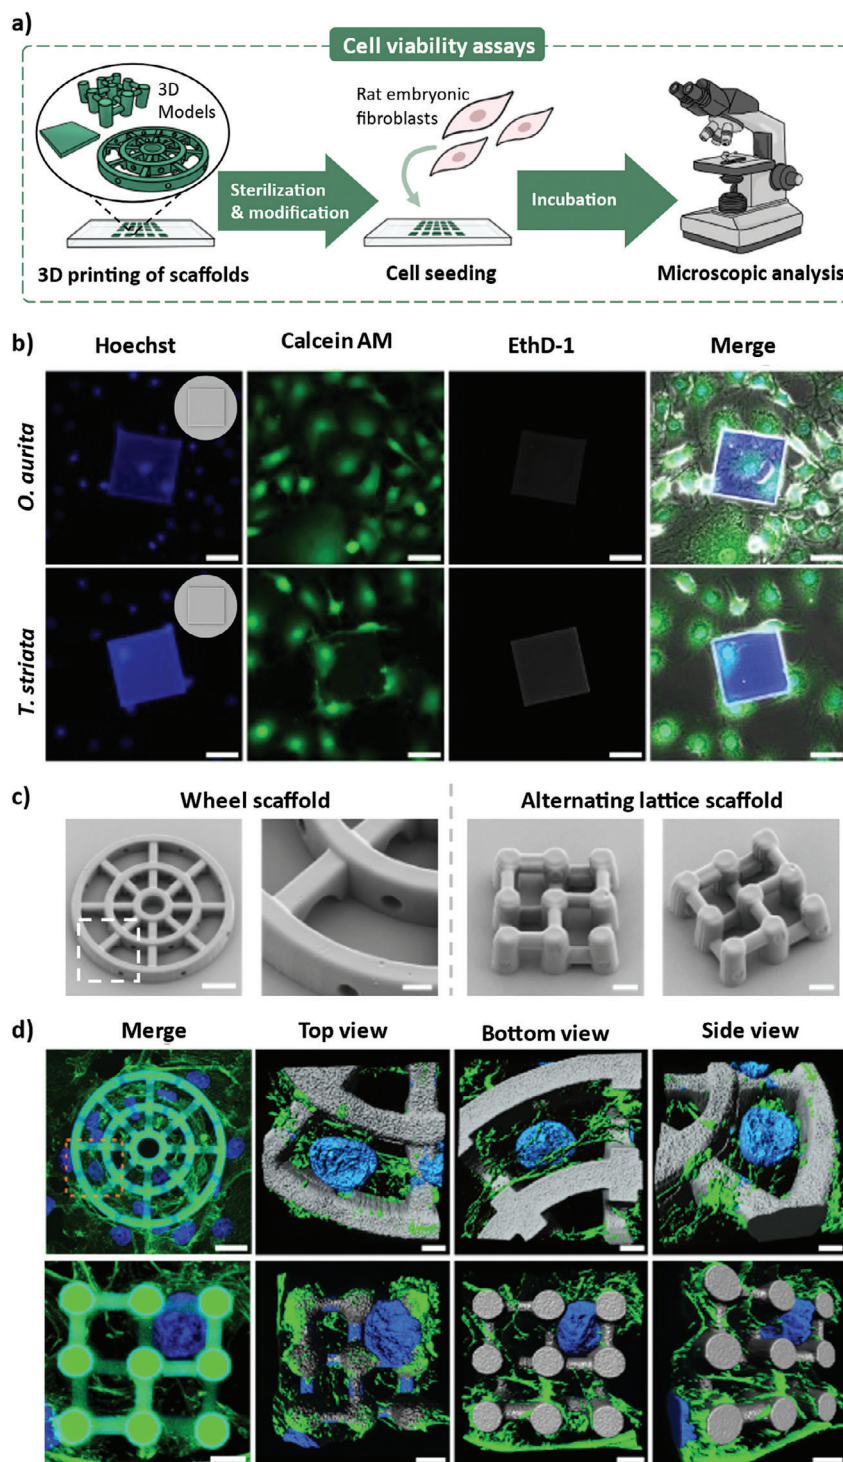 a)
Cell viability assays
3D
Models
Rat embryonic
fibroblasts
Sterilization
& modification
Incubation
3D printing of scaffolds
Cell seeding
Microscopic analysis
b)
Hoechst
Calcein AM
EthD-1
Merge
O. aurita
T. striata
c)
Wheel scaffold
Alternating lattice scaffold
d)
Merge
Top view
Bottom view
Side view